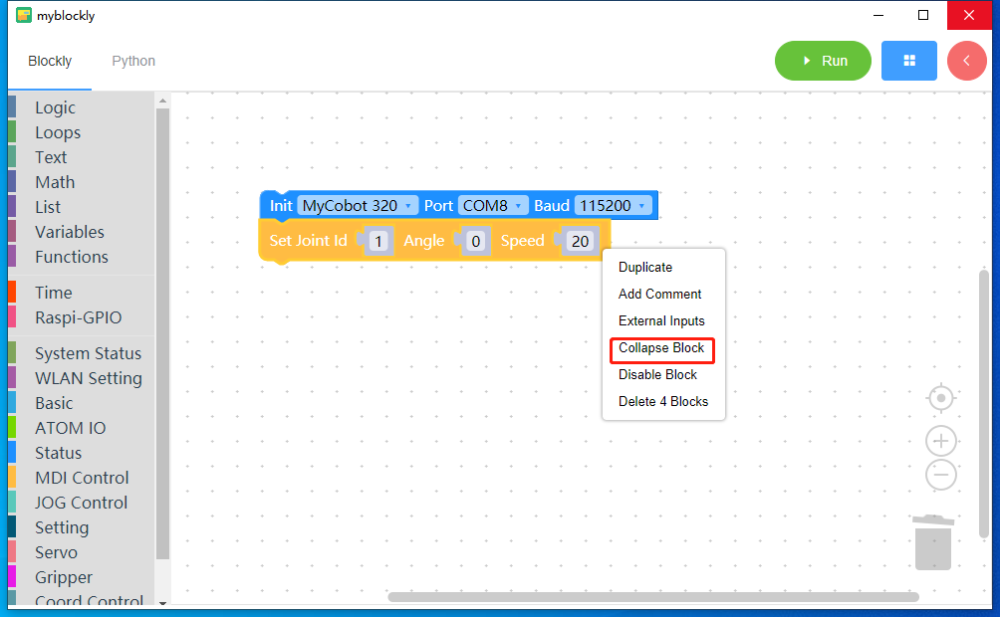 myblockly
Blockly Python
Run
Logic
Loops
Text
Math
List
Variables
Functions
Time
Raspi-GPIO
System Status
WLAN Setting
Basic
ATOM IO
Status
MDI Control
JOG Control
Setting
Servo
Gripper
Coord Control
Init MyCobot 320 Port COM8 Baud 115200
Set Joint Id 1 Angle 0 Speed 20
Duplicate
Add Comment
External Inputs
Collapse Block
Disable Block
Delete 4 Blocks